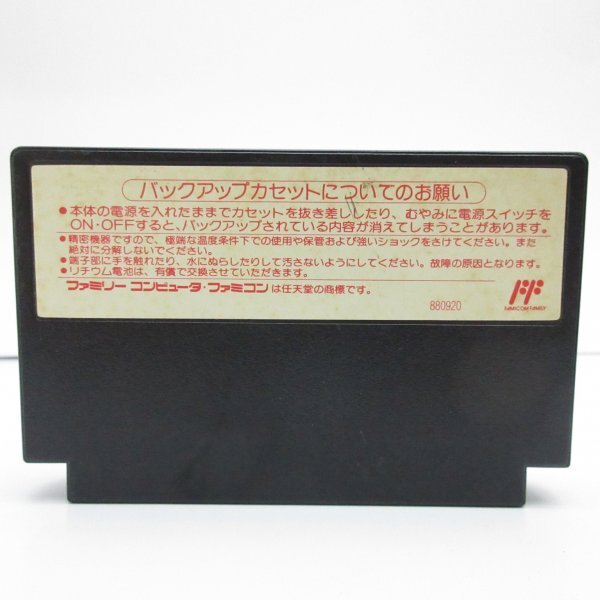 バックアップカセットについてのお願い
●本体の電源を入れたままでカセットを抜き差ししたり、むやみに電源スイッチを
ON・OFFすると、バックアップされている内容が消えてしまうことがあります。
●精密機器ですので、極端な温度条件下での使用や保管および強いショックをさけてください。また
絶対に分解しないでください。
●端子部に手を触れたり、水にぬらしたりして汚さないようにしてください。故障の原因となります。
●リチウム電池は、有償で交換させていただきます。
ファミリー コンピュータ・ファミコンは任天堂の商標です。
880920
FF
FAMICOM FAMILY